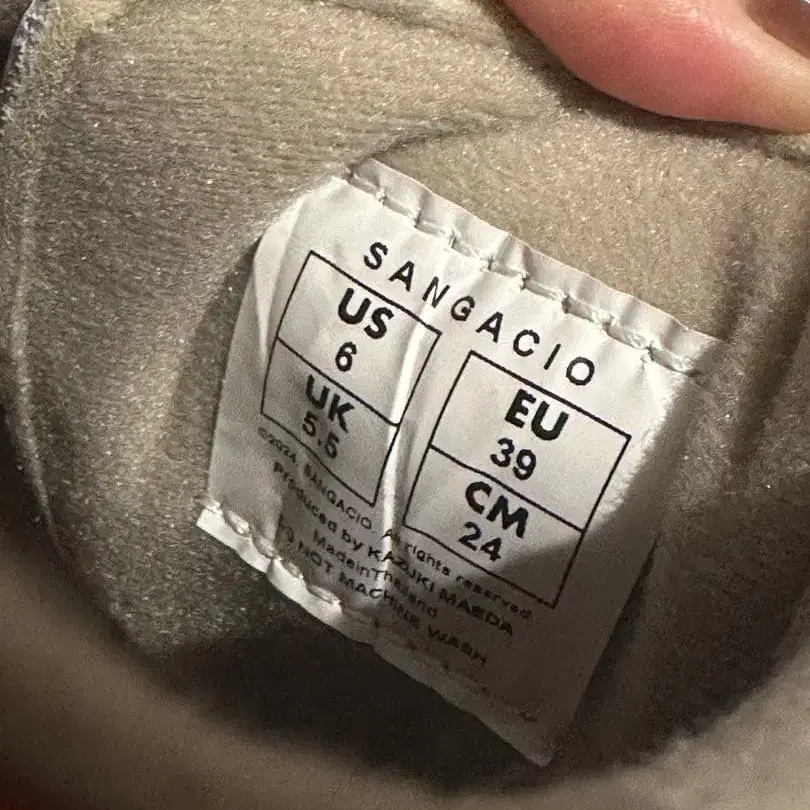 SANGACIO
US
6
UK
5.5
EU
39
CM
24
©2024 SANGACIO. All rights reserved.
Produced by KAZUKI MAEDA
MadeinThailand
DO NOT MACHINE WASH